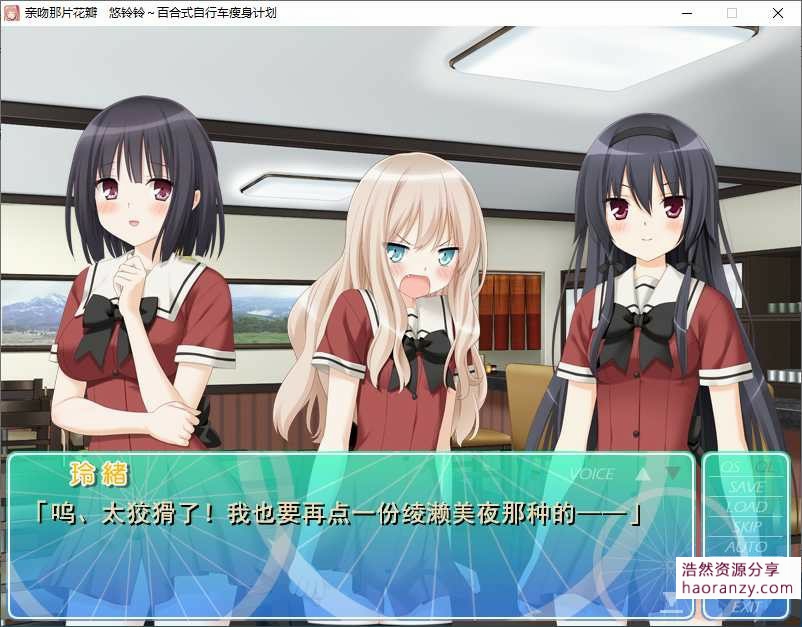 亲吻那片花瓣 悠铃铃~百合式自行车瘦身计划
玲緒
VOICE
「呜、太狡猾了！我也要再点一份绫濑美夜那种的——」
QS QL
SAVE
LOAD
SKIP
AUTO
浩然资源分享
haoranzy.com
EXIT